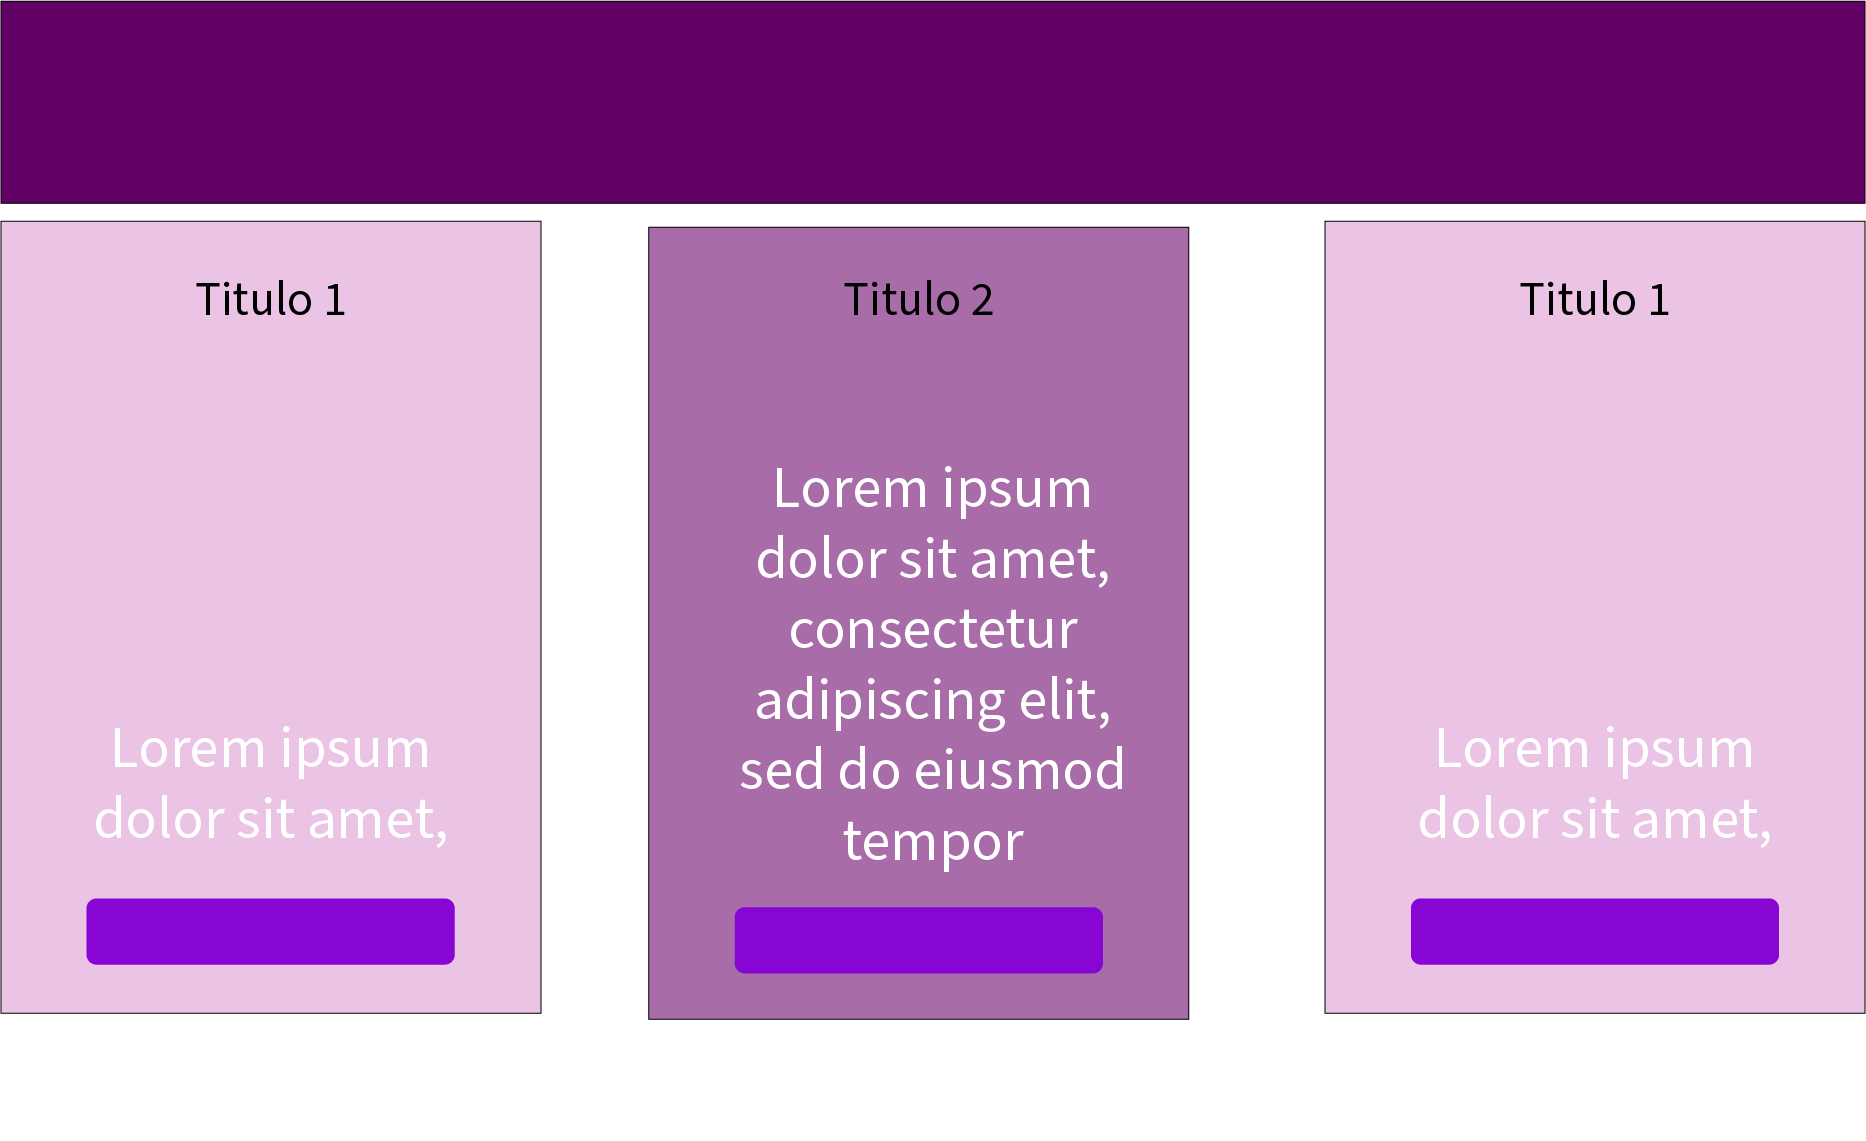 Titulo 1
Lorem ipsum
dolor sit amet,
Titulo 2
Lorem ipsum
dolor sit amet,
consectetur
adipiscing elit,
sed do eiusmod
tempor
Titulo 1
Lorem ipsum
dolor sit amet,